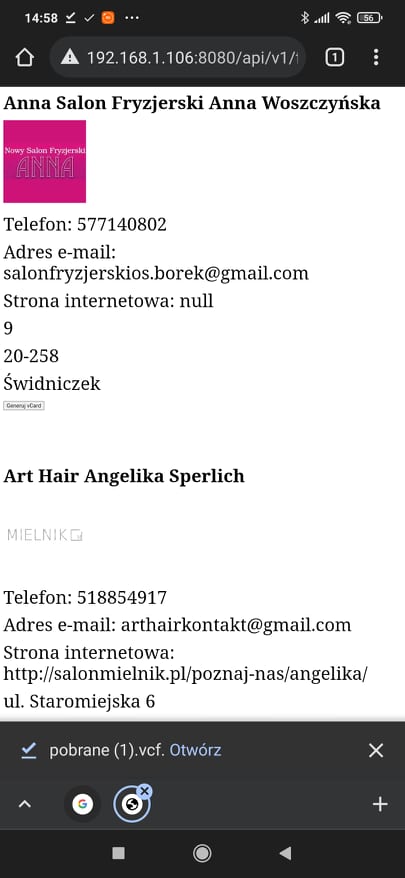 14:58
56
192.168.1.106:8080/api/v1/f
1
Anna Salon Fryzjerski Anna Woszczyńska
Nowy Salon Fryzjerski
ANNA
Telefon: 577140802
Adres e-mail:
salonfryzjerskios.borek@gmail.com
Strona internetowa: null
9
20-258
Świdniczek
Generuj vCard
Art Hair Angelika Sperlich
MIELNIK
Telefon: 518854917
Adres e-mail: arthairkontakt@gmail.com
Strona internetowa:
http://salonmielnik.pl/poznaj-nas/angelika/
ul. Staromiejska 6
pobrane (1).vcf. Otwórz
G